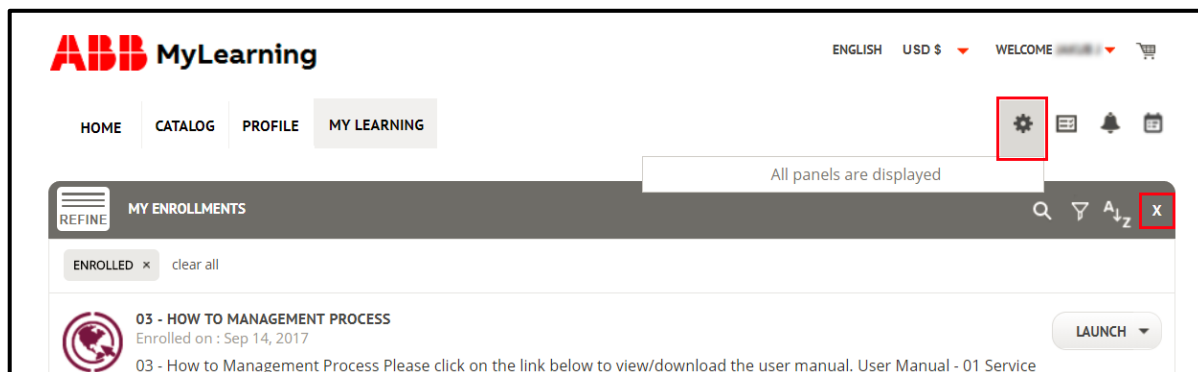 ABB MyLearning
ENGLISH USD $ WELCOME
HOME CATALOG PROFILE MY LEARNING
All panels are displayed
REFINE MY ENROLLMENTS A Z X
ENROLLED × clear all
03 - HOW TO MANAGEMENT PROCESS
Enrolled on : Sep 14, 2017
LAUNCH
03 - How to Management Process Please click on the link below to view/download the user manual. User Manual - 01 Service